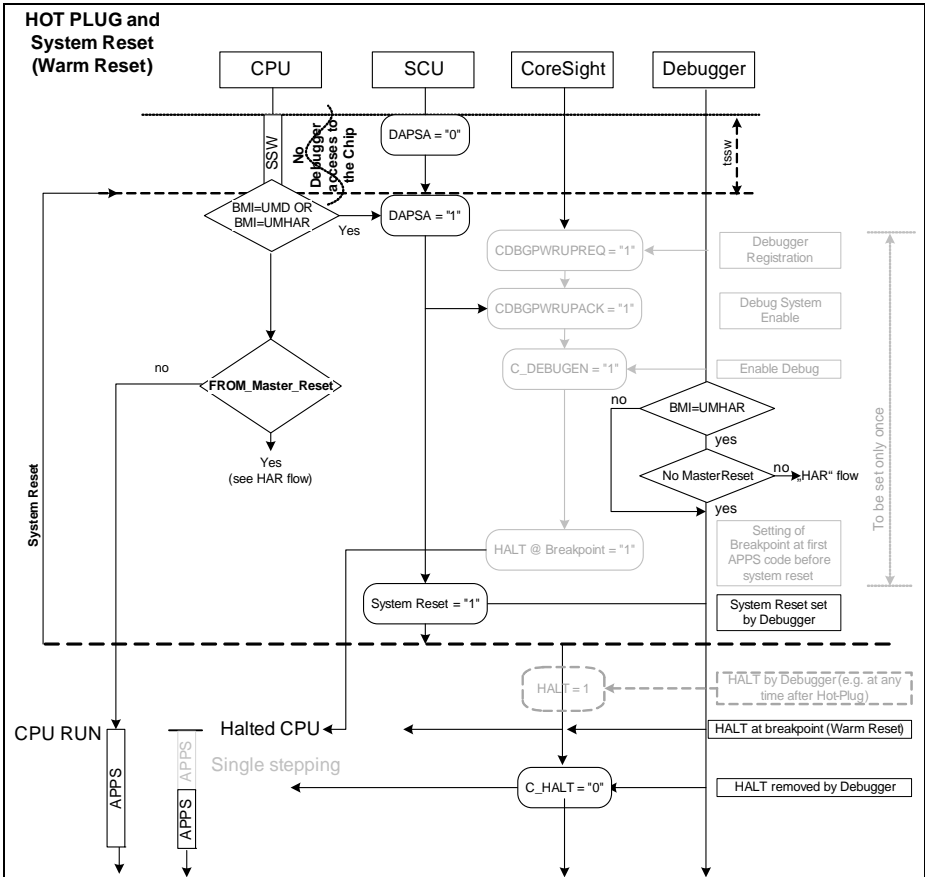 HOT PLUG and
System Reset
(Warm Reset)
CPU
SCU
CoreSight
Debugger
SSW
No
Debugger
acceses to
the Chip
DAPSA = "0"
tssw
BMI=UMD OR
BMI=UMHAR
Yes
DAPSA = "1"
CDBGPWRUPREQ = "1"
Debugger
Registration
CDBGPWRUPACK = "1"
Debug System
Enable
C_DEBUGEN = "1"
Enable Debug
no
FROM_Master_Reset
Yes
(see HAR flow)
no
BMI=UMHAR
yes
No MasterReset
no
„HAR“ flow
yes
To be set only once
System Reset
HALT @ Breakpoint = "1"
Setting of
Breakpoint at first
APPS code before
system reset
System Reset = "1"
System Reset set
by Debugger
HALT = 1
HALT by Debugger (e.g. at any
time after Hot-Plug)
CPU RUN
Halted CPU
HALT at breakpoint (Warm Reset)
APPS
APPS
APPS
Single stepping
C_HALT = "0"
HALT removed by Debugger